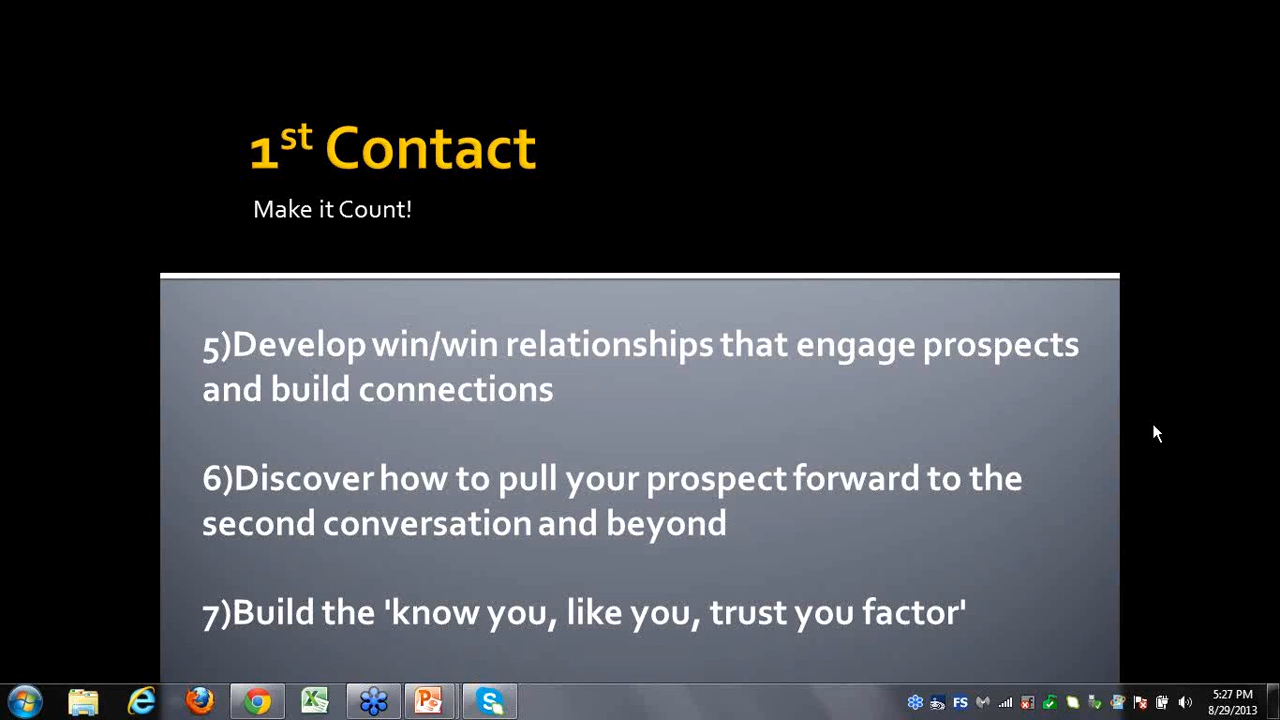 1st Contact
Make it Count!
5)Develop win/win relationships that engage prospects
and build connections
6)Discover how to pull your prospect forward to the
second conversation and beyond
7)Build the 'know you, like you, trust you factor'
FS
5:27 PM
8/29/2013